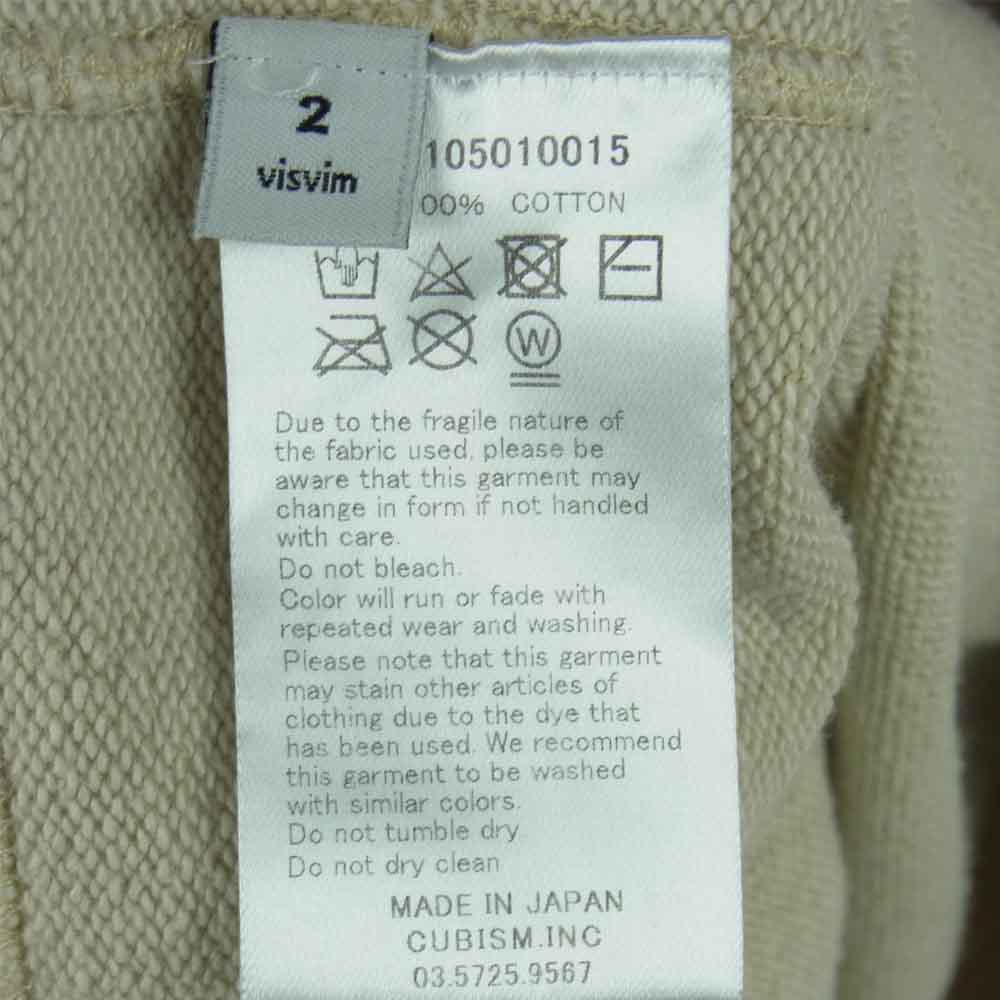 2
visvim
105010015
00% COTTON
W
Due to the fragile nature of
the fabric used, please be
aware that this garment may
change in form if not handled
with care.
Do not bleach.
Color will run or fade with
repeated wear and washing.
Please note that this garment
may stain other articles of
clothing due to the dye that
has been used. We recommend
this garment to be washed
with similar colors.
Do not tumble dry
Do not dry clean
MADE IN JAPAN
CUBISM.INC
03.5725.9567